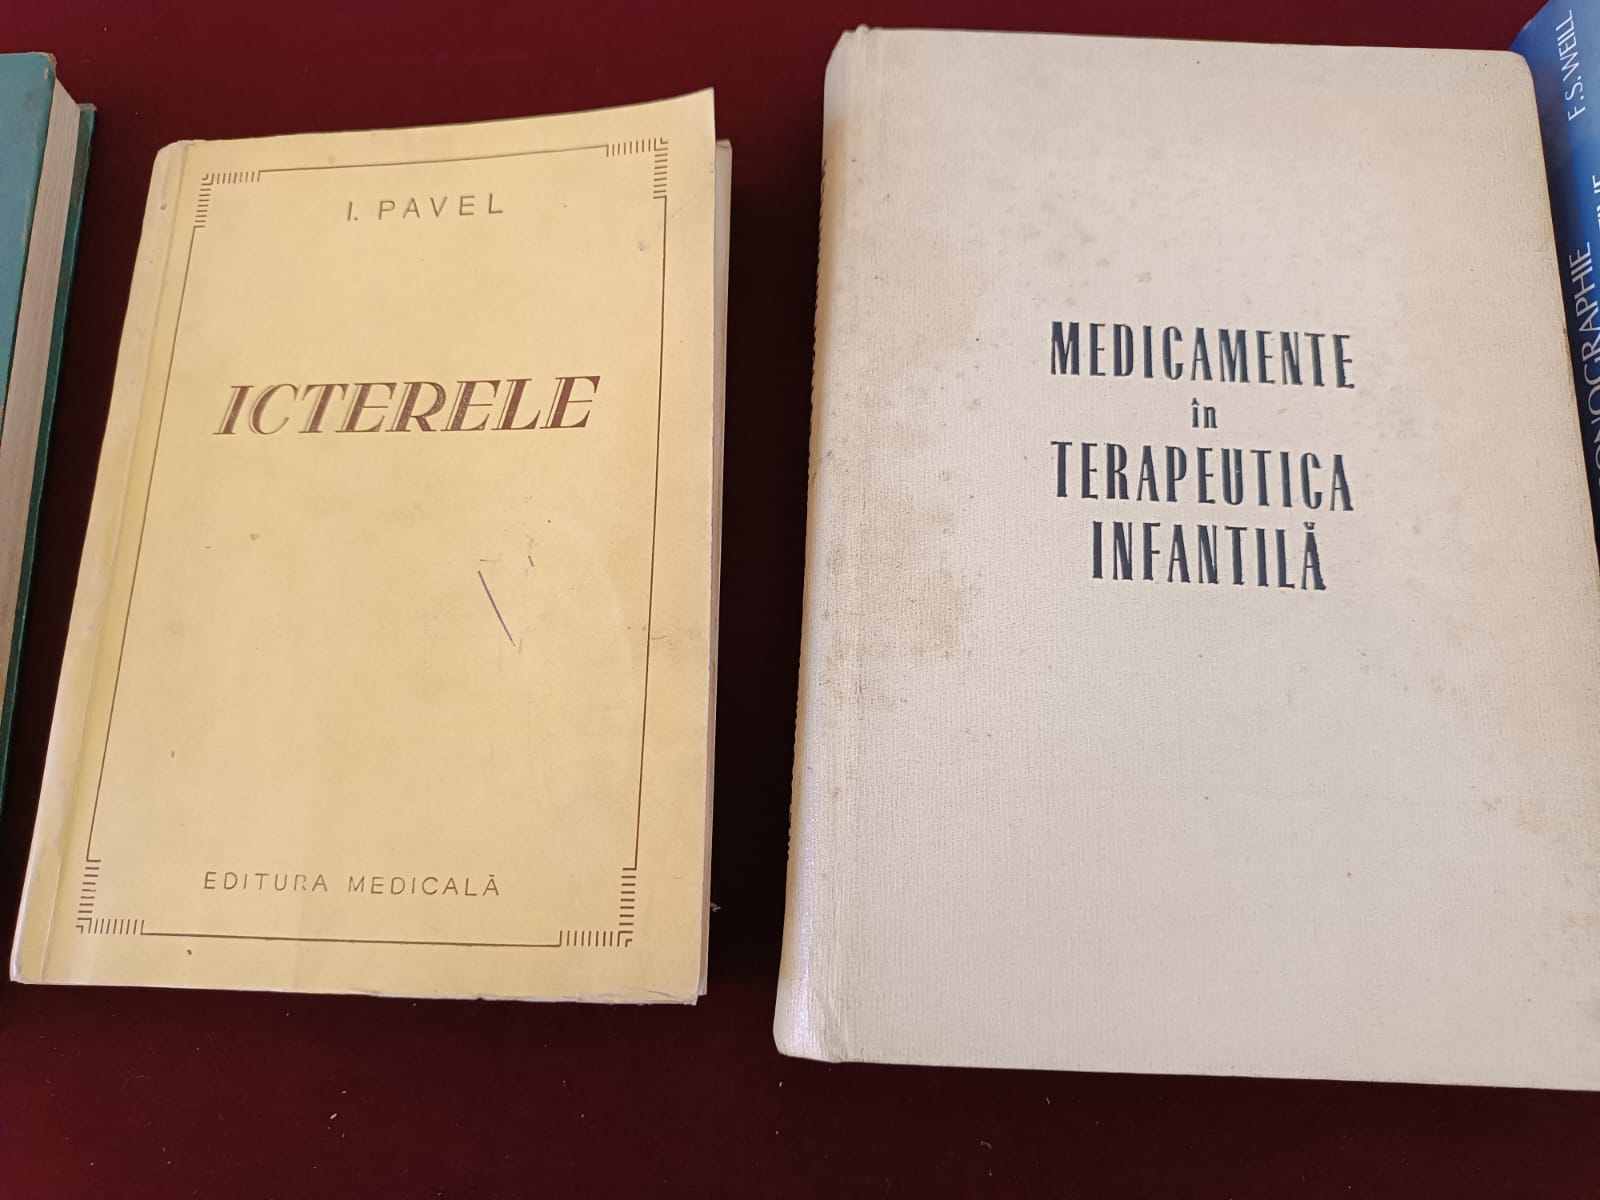 I. PAVEL
ICTERELE
EDITURA MEDICALĂ
MEDICAMENTE
în
TERAPEUTICA
INFANTILĂ
F.S. WEILL